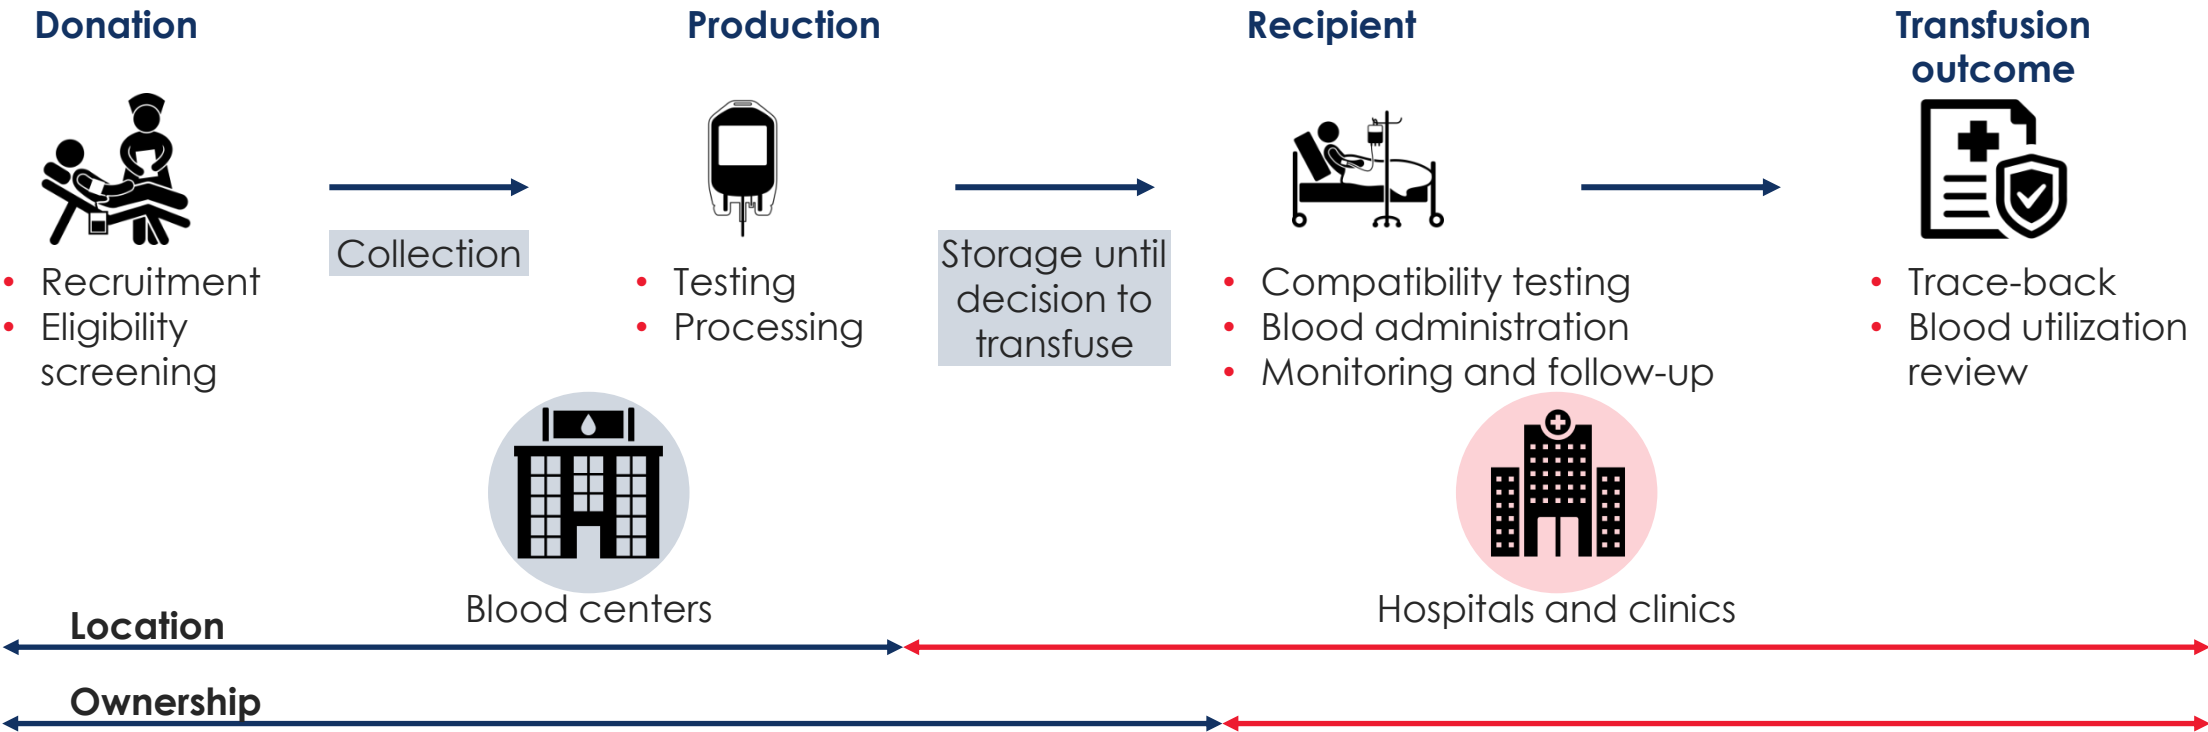 Donation
• Recruitment
• Eligibility
screening
Collection
Production
• Testing
• Processing
Storage until
decision to
transfuse
Recipient
• Compatibility testing
• Blood administration
• Monitoring and follow-up
Transfusion
outcome
• Trace-back
• Blood utilization
review
Blood centers
Hospitals and clinics
Location
Ownership